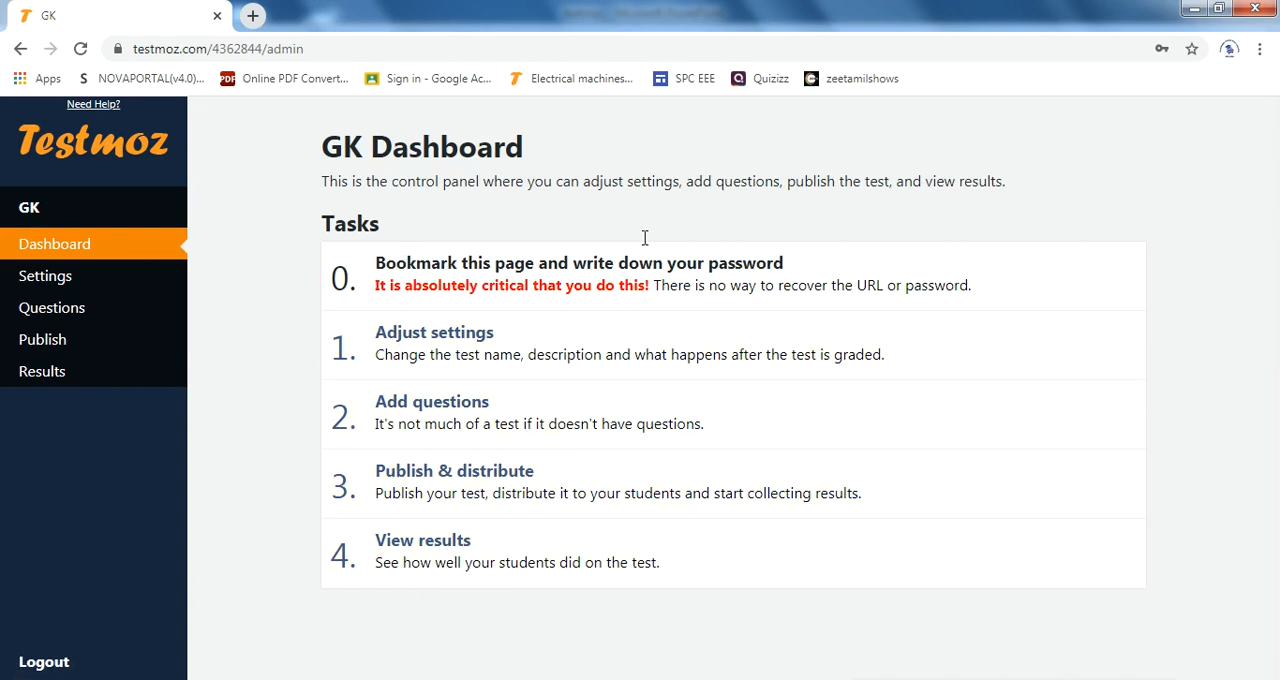 GK
testmoz.com/4362844/admin
Apps
S NOVAPORTAL(v4.0)...
PDF Online PDF Convert...
Sign in - Google Ac...
Electrical machines...
SPC EEE
Quizizz
zeetamilshows
Need Help?
Testmoz
GK
Dashboard
Settings
Questions
Publish
Results
Logout
GK Dashboard
This is the control panel where you can adjust settings, add questions, publish the test, and view results.
Tasks
0. Bookmark this page and write down your password
It is absolutely critical that you do this! There is no way to recover the URL or password.
1. Adjust settings
Change the test name, description and what happens after the test is graded.
2. Add questions
It's not much of a test if it doesn't have questions.
3. Publish & distribute
Publish your test, distribute it to your students and start collecting results.
4. View results
See how well your students did on the test.